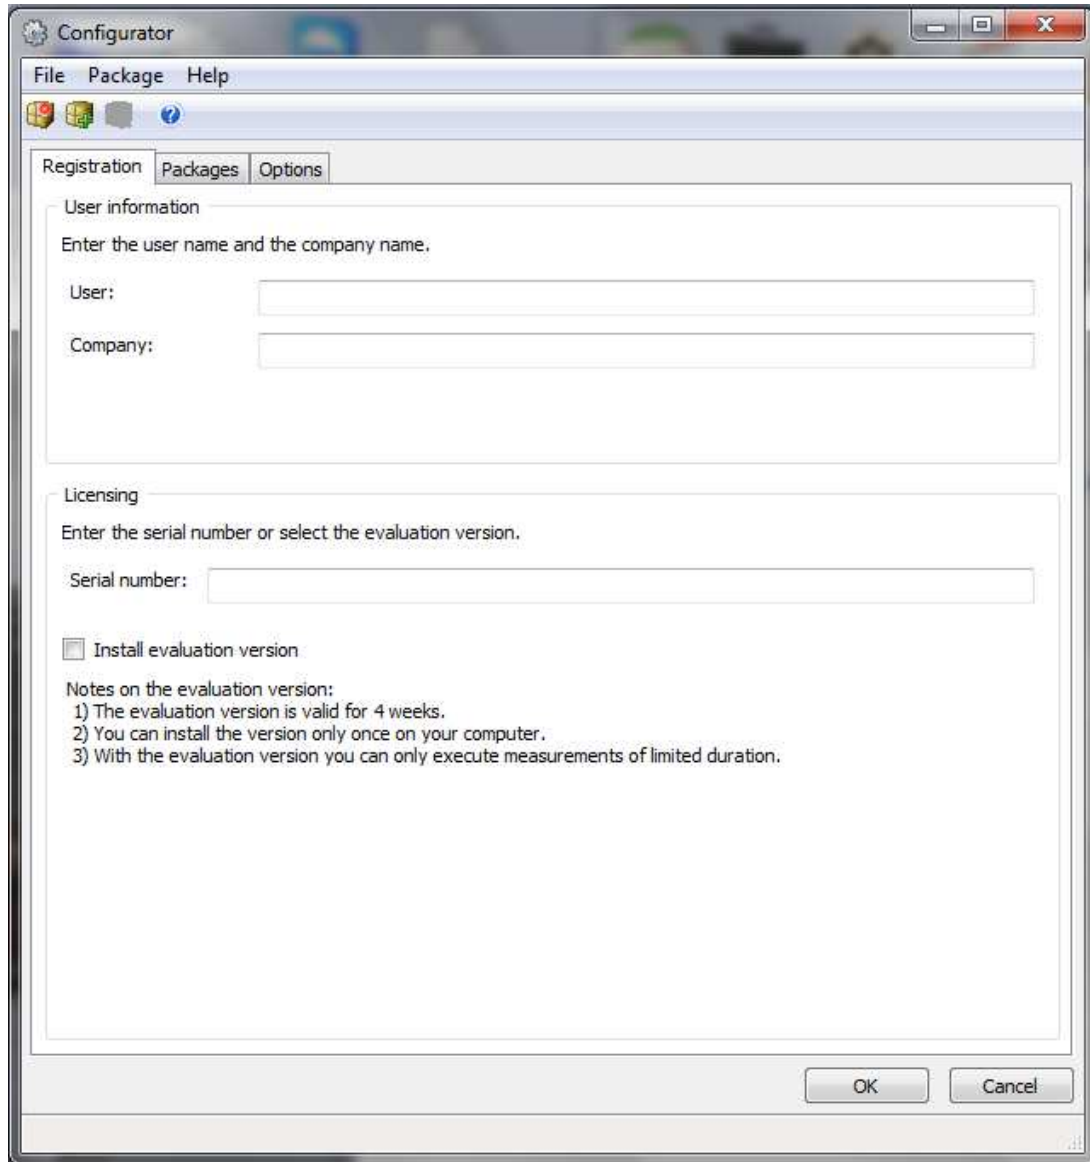 Configurator
File Package Help
Registration Packages Options
User information
Enter the user name and the company name.
User:
Company:
Licensing
Enter the serial number or select the evaluation version.
Serial number:
Install evaluation version
Notes on the evaluation version:
1) The evaluation version is valid for 4 weeks.
2) You can install the version only once on your computer.
3) With the evaluation version you can only execute measurements of limited duration.
OK Cancel